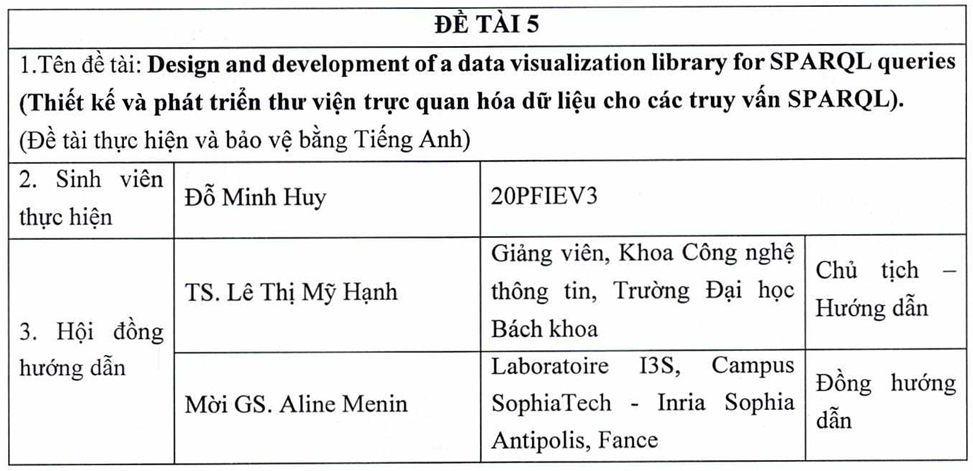 ĐỀ TÀI 5
1.Tên đề tài: Design and development of a data visualization library for SPARQL queries
(Thiết kế và phát triển thư viện trực quan hóa dữ liệu cho các truy vấn SPARQL).
(Đề tài thực hiện và bảo vệ bằng Tiếng Anh)
2. Sinh viên
thực hiện
Đỗ Minh Huy
20PFIEV3
3. Hội đồng
hướng dẫn
TS. Lê Thị Mỹ Hạnh
Giảng viên, Khoa Công nghệ
thông tin, Trường Đại học
Bách khoa
Chủ tịch –
Hướng dẫn
Mời GS. Aline Menin
Laboratoire I3S, Campus
SophiaTech - Inria Sophia
Antipolis, Fance
Đồng hướng
dẫn